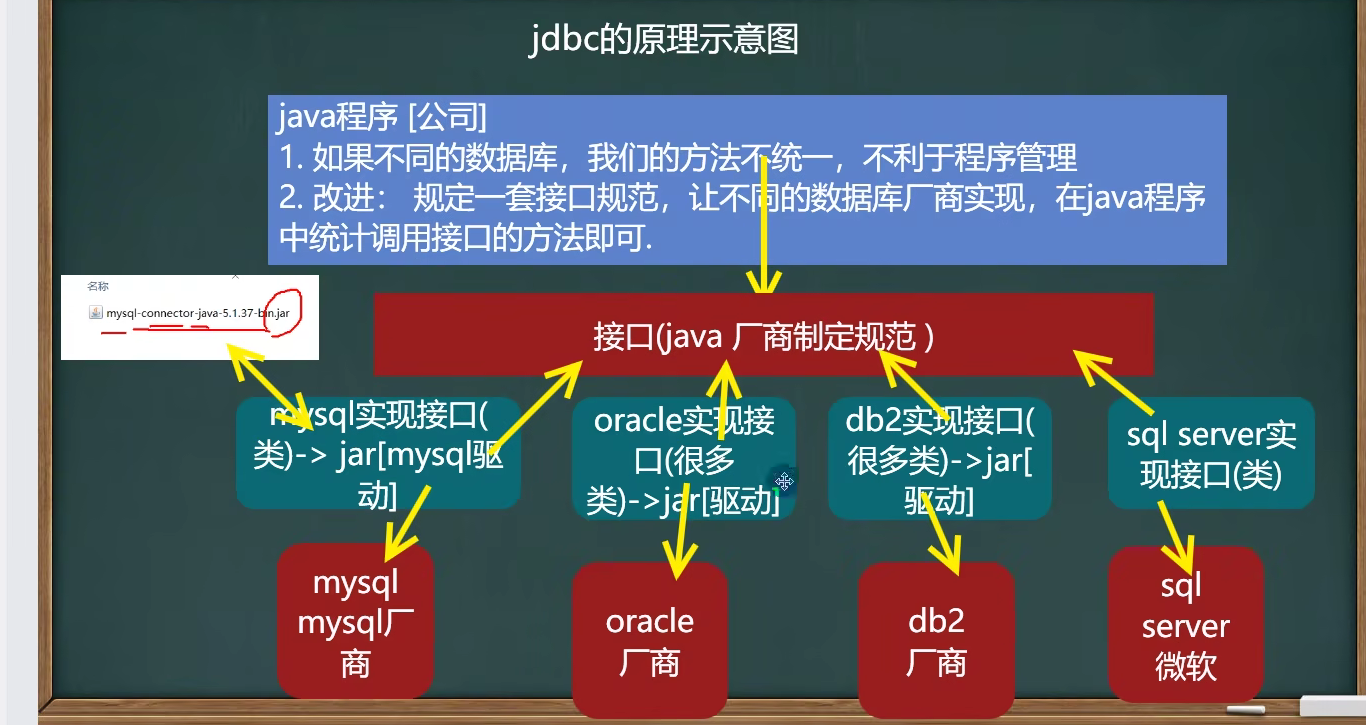 jdbc的原理示意图
java程序 [公司]
1. 如果不同的数据库，我们的方法不统一，不利于程序管理
2. 改进： 规定一套接口规范，让不同的数据库厂商实现，在java程序
中统计调用接口的方法即可.
名称
mysql-connector-java-5.1.37-bin.jar
接口(java 厂商制定规范 )
mysql实现接口(
类)-> jar[mysql驱
动]
oracle实现接
口(很多
类)->jar[驱动]
db2实现接口(
很多类)->jar[
驱动]
sql server实
现接口(类)
mysql
mysql厂
商
oracle
厂商
db2
厂商
sql
server
微软